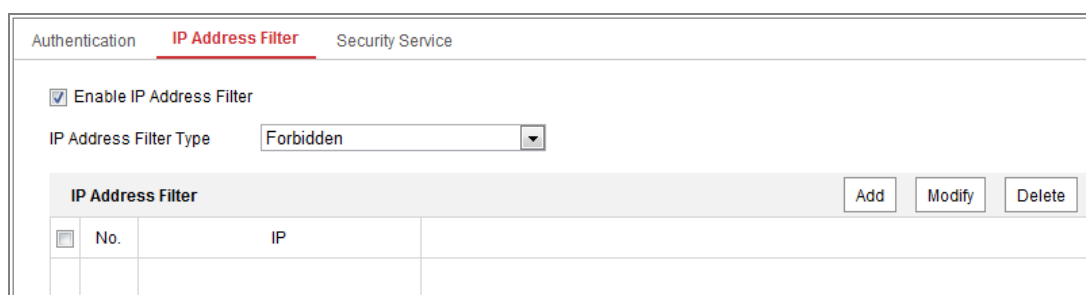 Authentication IP Address Filter Security Service
Enable IP Address Filter
IP Address Filter Type Forbidden
IP Address Filter Add Modify Delete
No. IP